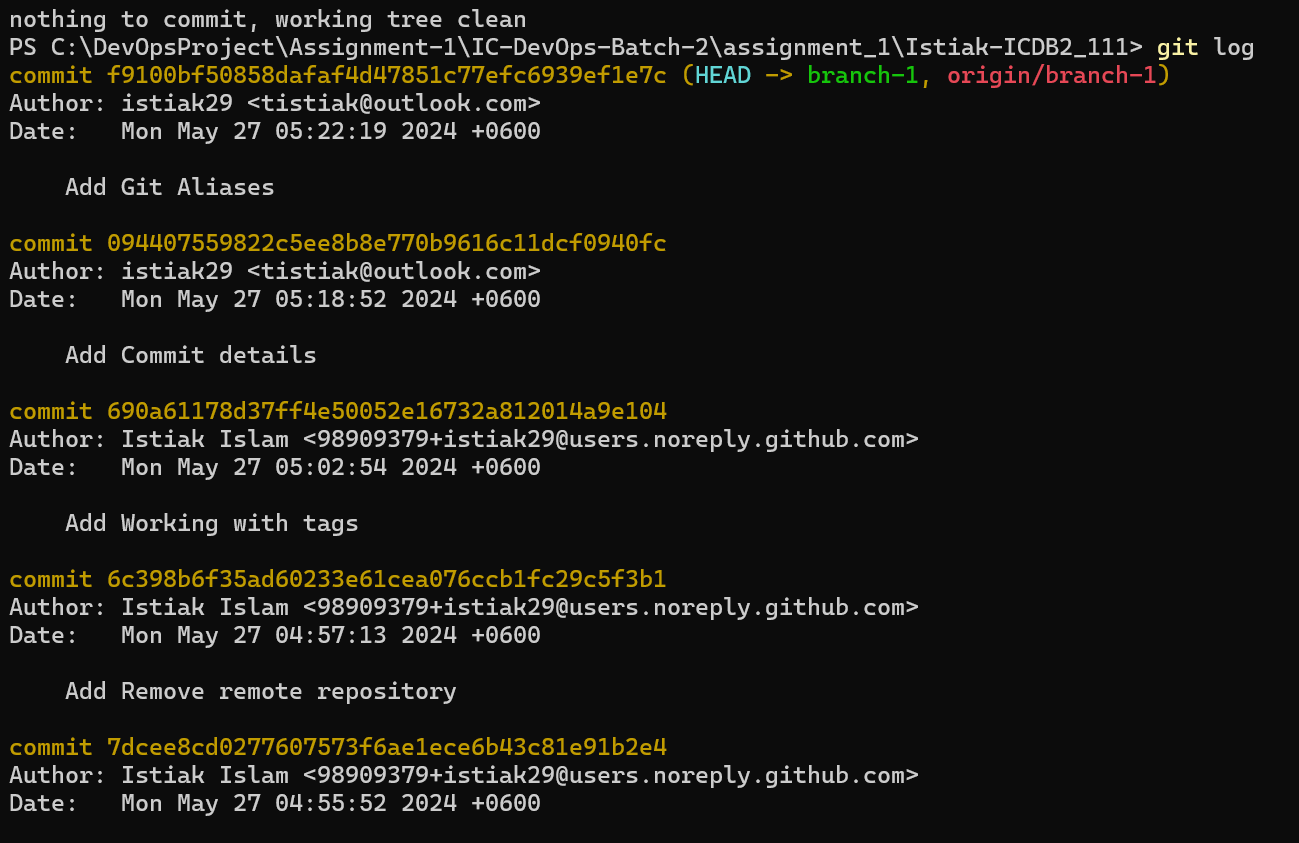 nothing to commit, working tree clean
PS C:\DevOpsProject\Assignment-1\IC-DevOps-Batch-2\assignment_1\Istiak-ICDB2_111> git log
commit f9100bf50858dafaf4d47851c77efc6939ef1e7c (HEAD -> branch-1, origin/branch-1)
Author: istiak29 <tistiak@outlook.com>
Date:   Mon May 27 05:22:19 2024 +0600
    Add Git Aliases
commit 094407559822c5ee8b8e770b9616c11dcf0940fc
Author: istiak29 <tistiak@outlook.com>
Date:   Mon May 27 05:18:52 2024 +0600
    Add Commit details
commit 690a61178d37ff4e50052e16732a812014a9e104
Author: Istiak Islam <98909379+istiak29@users.noreply.github.com>
Date:   Mon May 27 05:02:54 2024 +0600
    Add Working with tags
commit 6c398b6f35ad60233e61cea076ccb1fc29c5f3b1
Author: Istiak Islam <98909379+istiak29@users.noreply.github.com>
Date:   Mon May 27 04:57:13 2024 +0600
    Add Remove remote repository
commit 7dcee8cd0277607573f6ae1ece6b43c81e91b2e4
Author: Istiak Islam <98909379+istiak29@users.noreply.github.com>
Date:   Mon May 27 04:55:52 2024 +0600